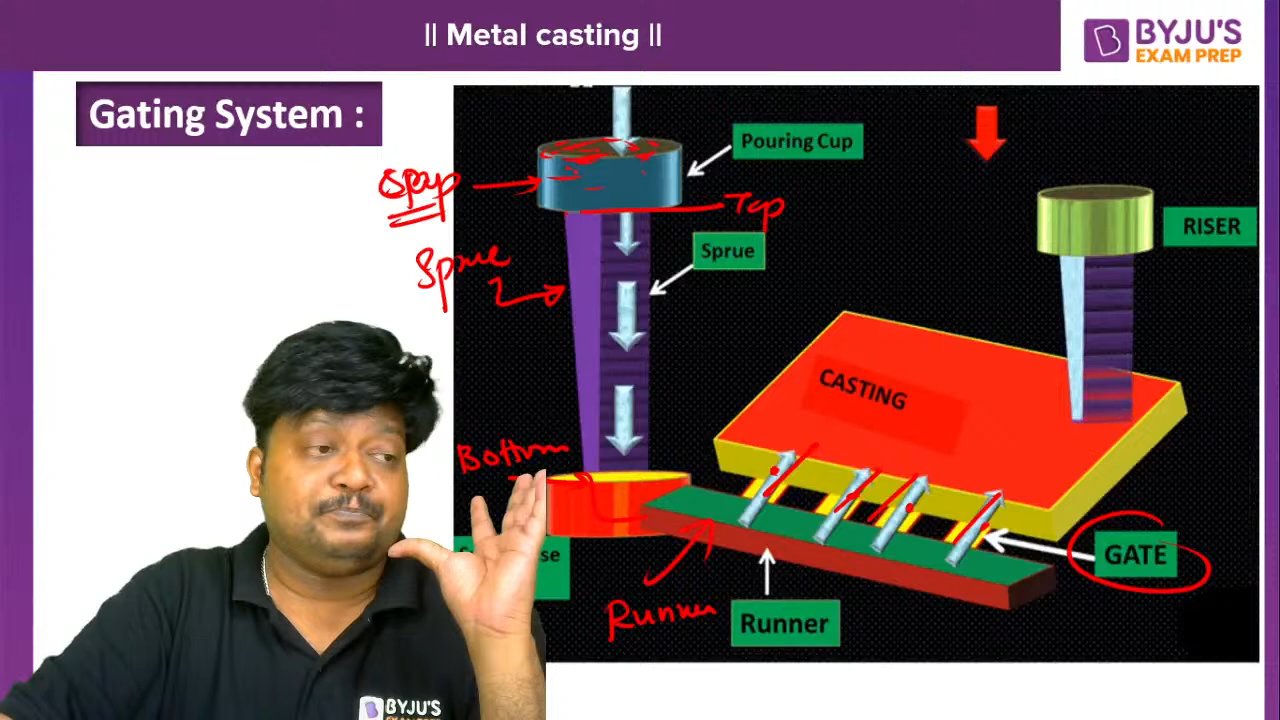 || Metal casting ||
BYJU'S
EXAM PREP
Gating System :
Pouring Cup
Top
Sprue
Sprue
RISER
CASTING
Bottom
GATE
Runner
Runner
BYJU'S